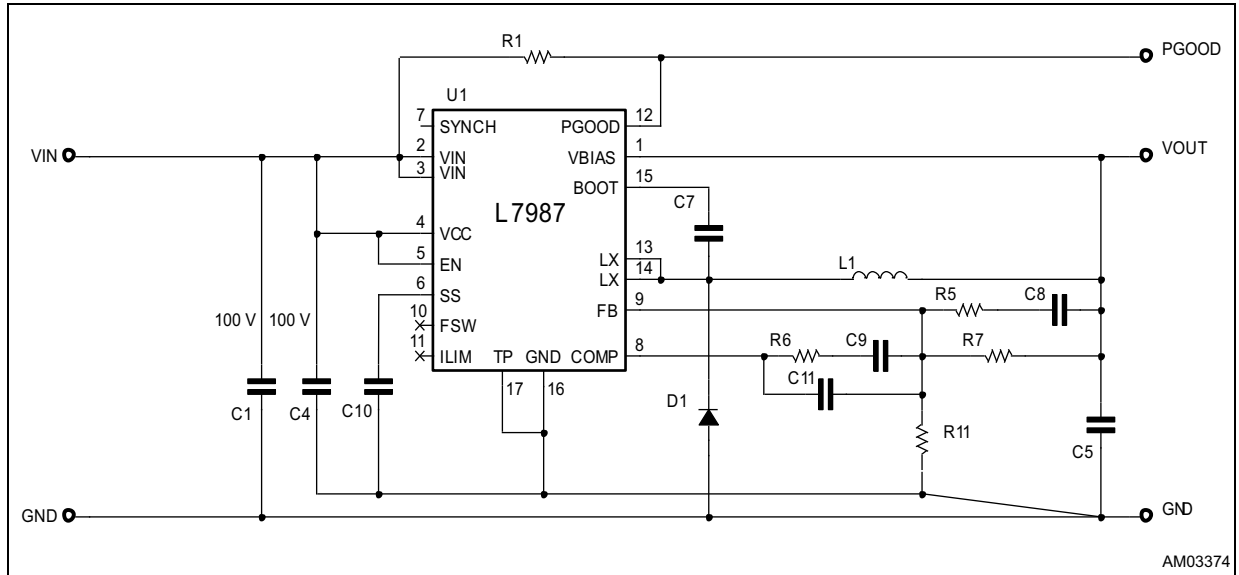 R1
PGOOD
U1
7 SYNCH PGOOD 12
VIN 2 VIN VBIAS 1 VOUT
3 VIN
BOOT 15
C7
L7987
4 VCC
5 EN
LX 13
LX 14 L1
6 SS
FB 9 R5 C8
100 V 100 V
10 FSW
11 ILIM TP GND COMP 8 R6 C9 R7
C11
17 16
C1 C4 C10 D1 R11 C5
GND GND
AM03374